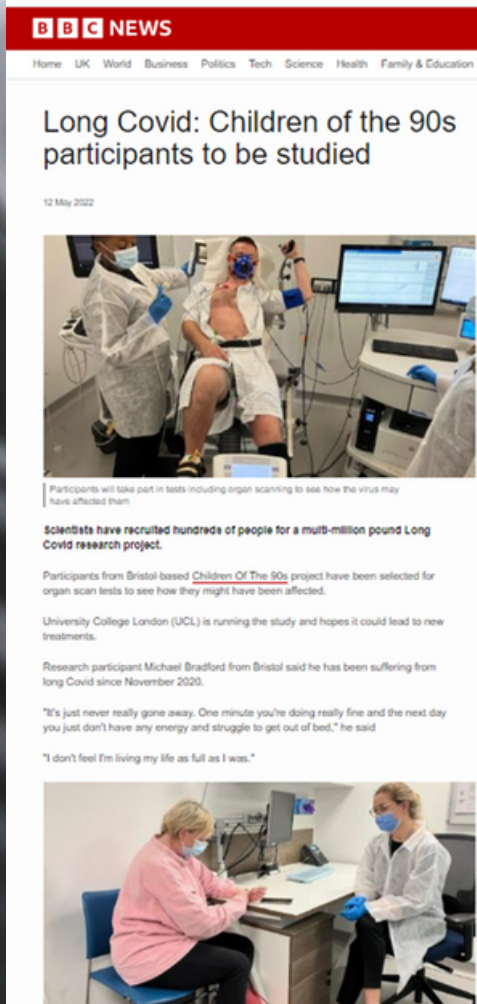 BBC NEWS
Home UK World Business Politics Tech Science Health Family & Education
Long Covid: Children of the 90s
participants to be studied
12 May 2022
Participants will take part in tests including organ scanning to see how the virus may
have affected them
Scientists have recruited hundreds of people for a multi-million pound Long
Covid research project.
Participants from Bristol-based Children Of The 90s project have been selected for
organ scan tests to see how they might have been affected.
University College London (UCL) is running the study and hopes it could lead to new
treatments.
Research participant Michael Bradford from Bristol said he has been suffering from
long Covid since November 2020.
"It's just never really gone away. One minute you're doing really fine and the next day
you just don't have any energy and struggle to get out of bed," he said
"I don't feel I'm living my life as full as I was."